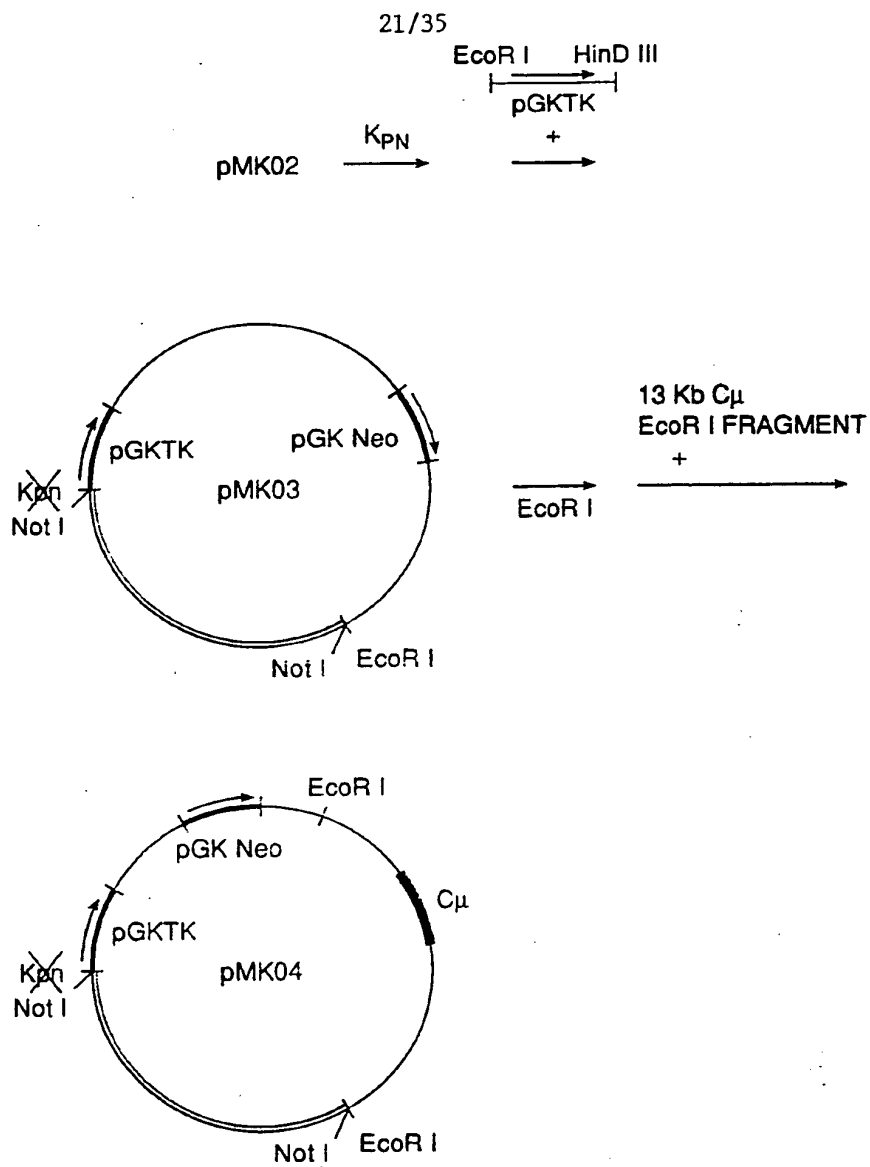 21/35
EcoR I HinD III
pGKTK
+
pMK02
KPN
pGKTK
pGK Neo
pMK03
Kpn
Not I
Not I
EcoR I
EcoR I
13 Kb Cμ
EcoR I FRAGMENT
+
EcoR I
pGK Neo
Cμ
pGKTK
pMK04
Kpn
Not I
Not I
EcoR I